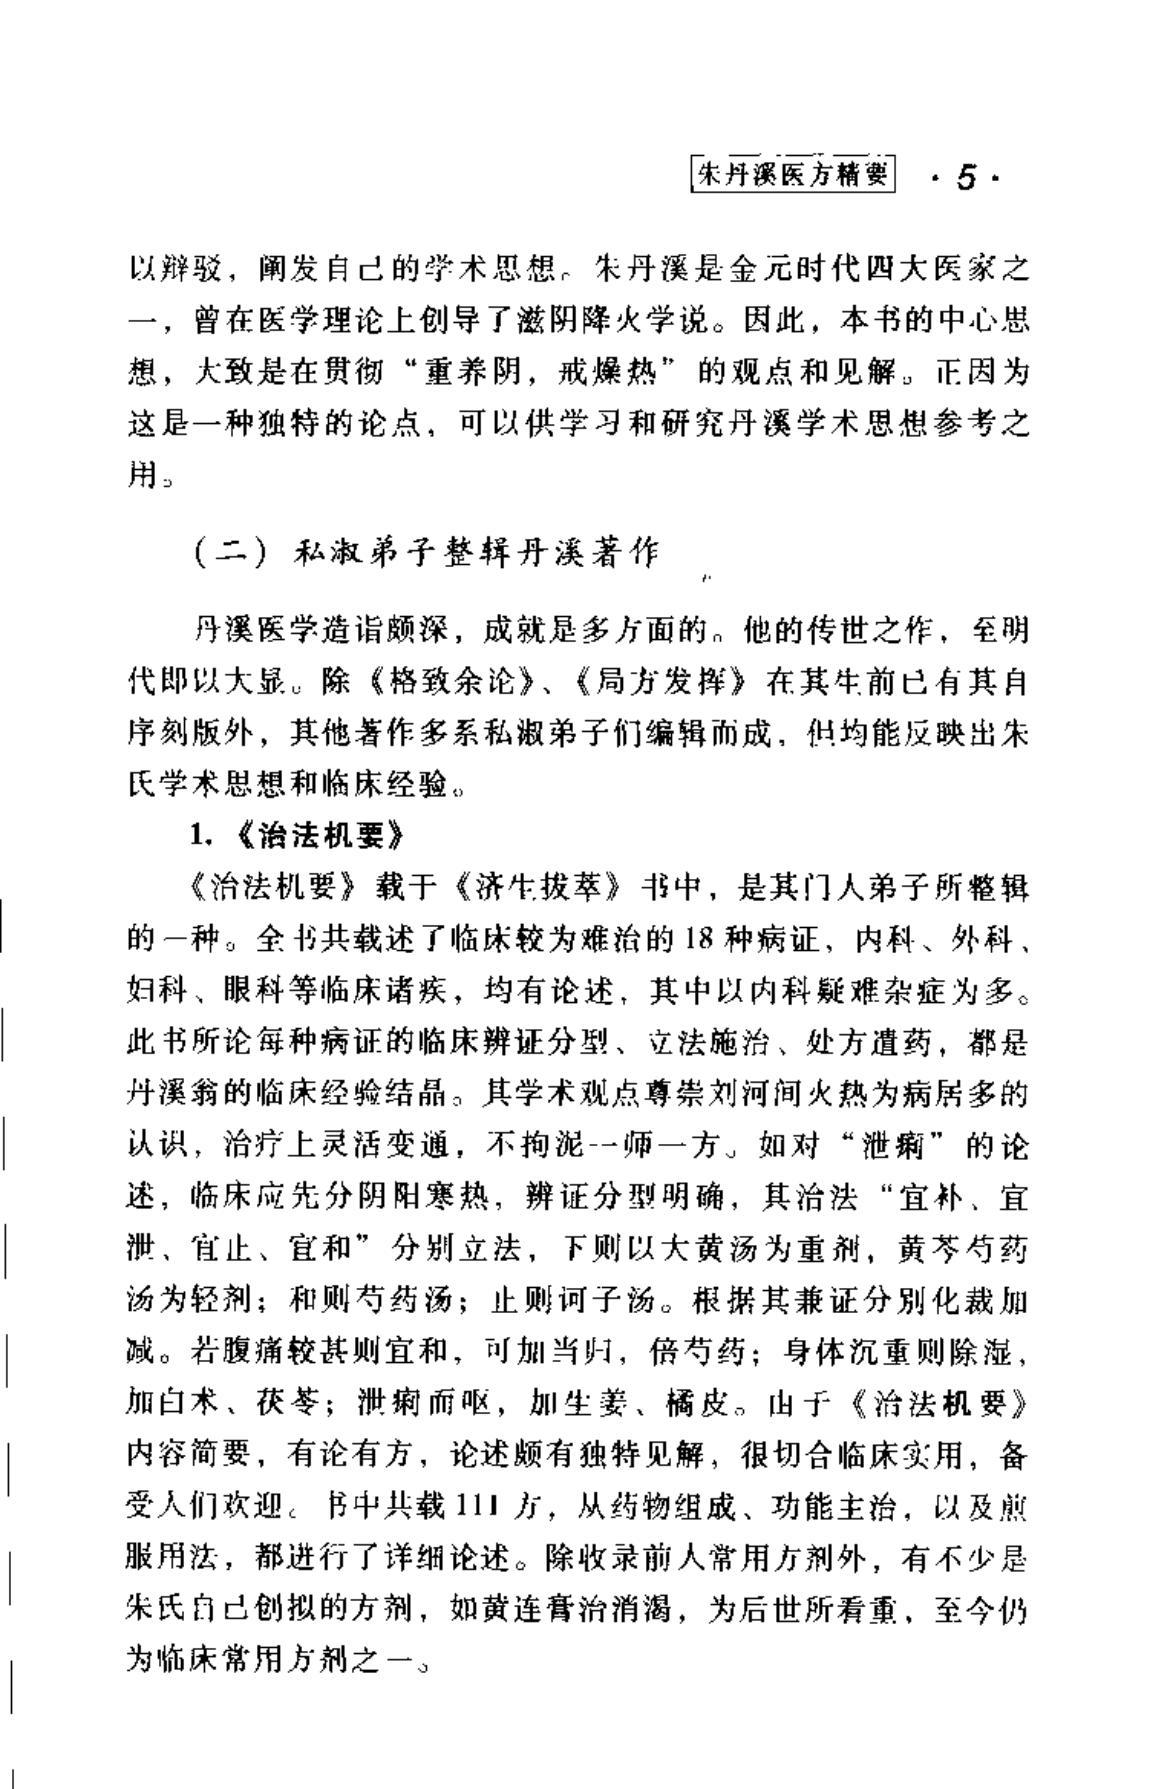 朱丹溪医方精要 ·5·
以辩驳，阐发自己的学术思想。朱丹溪是金元时代四大医家之
一，曾在医学理论上创导了滋阴降火学说。因此，本书的中心思
想，大致是在贯彻“重养阴，戒燥热”的观点和见解。正因为
这是一种独特的论点，可以供学习和研究丹溪学术思想参考之
用。
（二）私淑弟子整辑丹溪著作
丹溪医学造诣颇深，成就是多方面的。他的传世之作，至明
代即以大显。除《格致余论》、《局方发挥》在其生前已有其自
序刻版外，其他著作多系私淑弟子们编辑而成，但均能反映出朱
氏学术思想和临床经验。
1.《治法机要》
《治法机要》载于《济生拔萃》书中，是其门人弟子所整辑
的一种。全书共载述了临床较为难治的18种病证，内科、外科、
妇科、眼科等临床诸疾，均有论述，其中以内科疑难杂症为多。
此书所论每种病证的临床辨证分型、立法施治、处方遣药，都是
丹溪翁的临床经验结晶。其学术观点尊崇刘河间火热为病居多的
认识，治疗上灵活变通，不拘泥一师一方。如对“泄痢”的论
述，临床应先分阴阳寒热，辨证分型明确，其治法“宜补、宜
泄、宜止、宜和”分别立法，下则以大黄汤为重剂，黄芩芍药
汤为轻剂；和则芍药汤；止则诃子汤。根据其兼证分别化裁加
减。若腹痛较甚则宜和，可加当归，倍芍药；身体沉重则除湿，
加白术、茯苓；泄痢而呕，加生姜、橘皮。由于《治法机要》
内容简要，有论有方，论述颇有独特见解，很切合临床实用，备
受人们欢迎。书中共载111方，从药物组成、功能主治，以及煎
服用法，都进行了详细论述。除收录前人常用方剂外，有不少是
朱氏自己创拟的方剂，如黄连膏治消渴，为后世所看重，至今仍
为临床常用方剂之一。